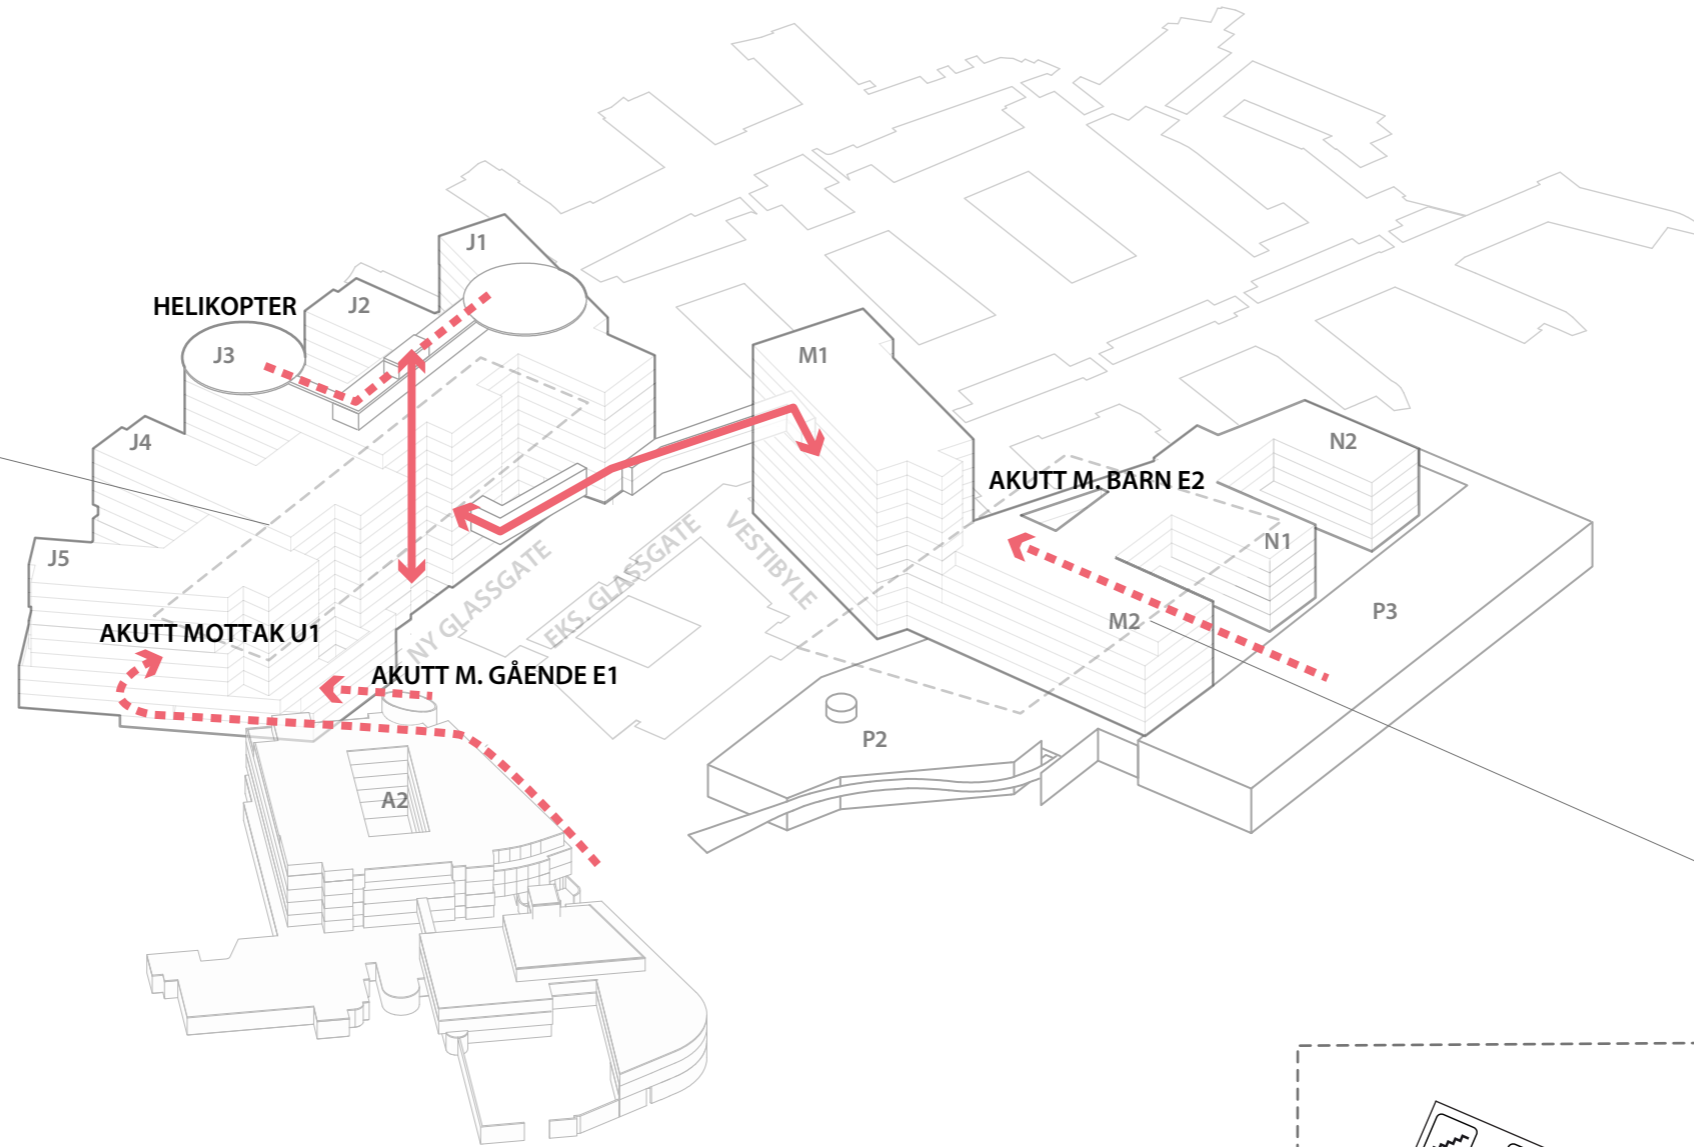 J1
HELIKOPTER
J2
J3
M1
J4
N2
AKUTT M. BARN E2
J5
N1
NY GLASSGATE
EKS. GLASSGATE
VESTIBYLE
P3
M2
AKUTT MOTTAK U1
AKUTT M. GÅENDE E1
P2
A2